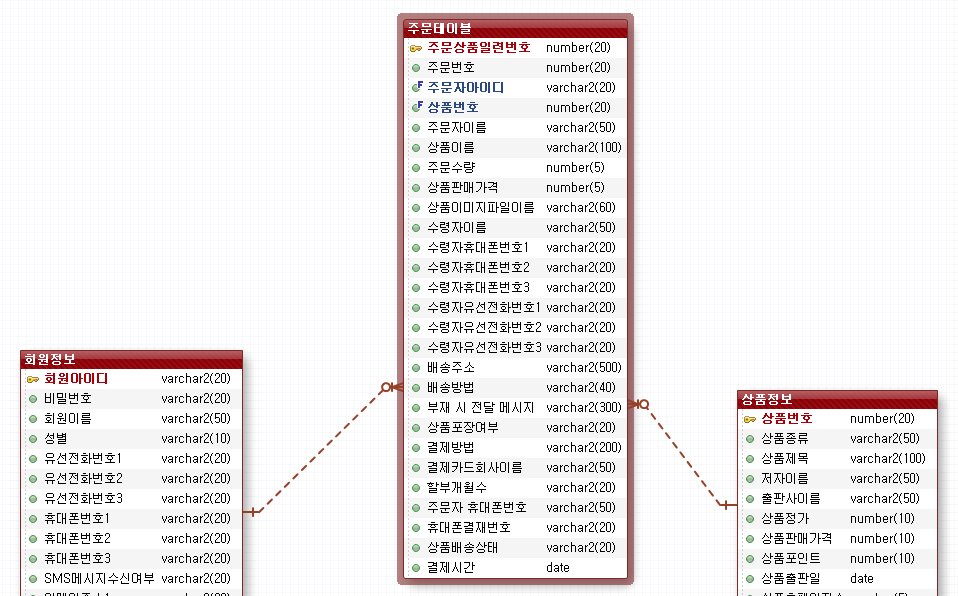 주문테이블
주문상품일련번호 number(20)
주문번호 number(20)
주문자아이디 varchar2(20)
상품번호 number(20)
주문자이름 varchar2(50)
상품이름 varchar2(100)
주문수량 number(5)
상품판매가격 number(5)
상품이미지파일이름 varchar2(60)
수령자이름 varchar2(50)
수령자휴대폰번호1 varchar2(20)
수령자휴대폰번호2 varchar2(20)
수령자휴대폰번호3 varchar2(20)
수령자유선전화번호1 varchar2(20)
수령자유선전화번호2 varchar2(20)
수령자유선전화번호3 varchar2(20)
배송주소 varchar2(500)
배송방법 varchar2(40)
부재 시 전달 메시지 varchar2(300)
상품포장여부 varchar2(20)
결제방법 varchar2(200)
결제카드회사이름 varchar2(50)
할부개월수 varchar2(20)
주문자 휴대폰번호 varchar2(50)
휴대폰결재번호 varchar2(20)
상품배송상태 varchar2(20)
결제시간 date
회원정보
회원아이디 varchar2(20)
비밀번호 varchar2(20)
회원이름 varchar2(50)
성별 varchar2(10)
유선전화번호1 varchar2(20)
유선전화번호2 varchar2(20)
유선전화번호3 varchar2(20)
휴대폰번호1 varchar2(20)
휴대폰번호2 varchar2(20)
휴대폰번호3 varchar2(20)
SMS메시지수신여부 varchar2(20)
상품정보
상품번호 number(20)
상품종류 varchar2(50)
상품제목 varchar2(100)
저자이름 varchar2(50)
출판사이름 varchar2(50)
상품정가 number(10)
상품판매가격 number(10)
상품포인트 number(10)
상품출판일 date